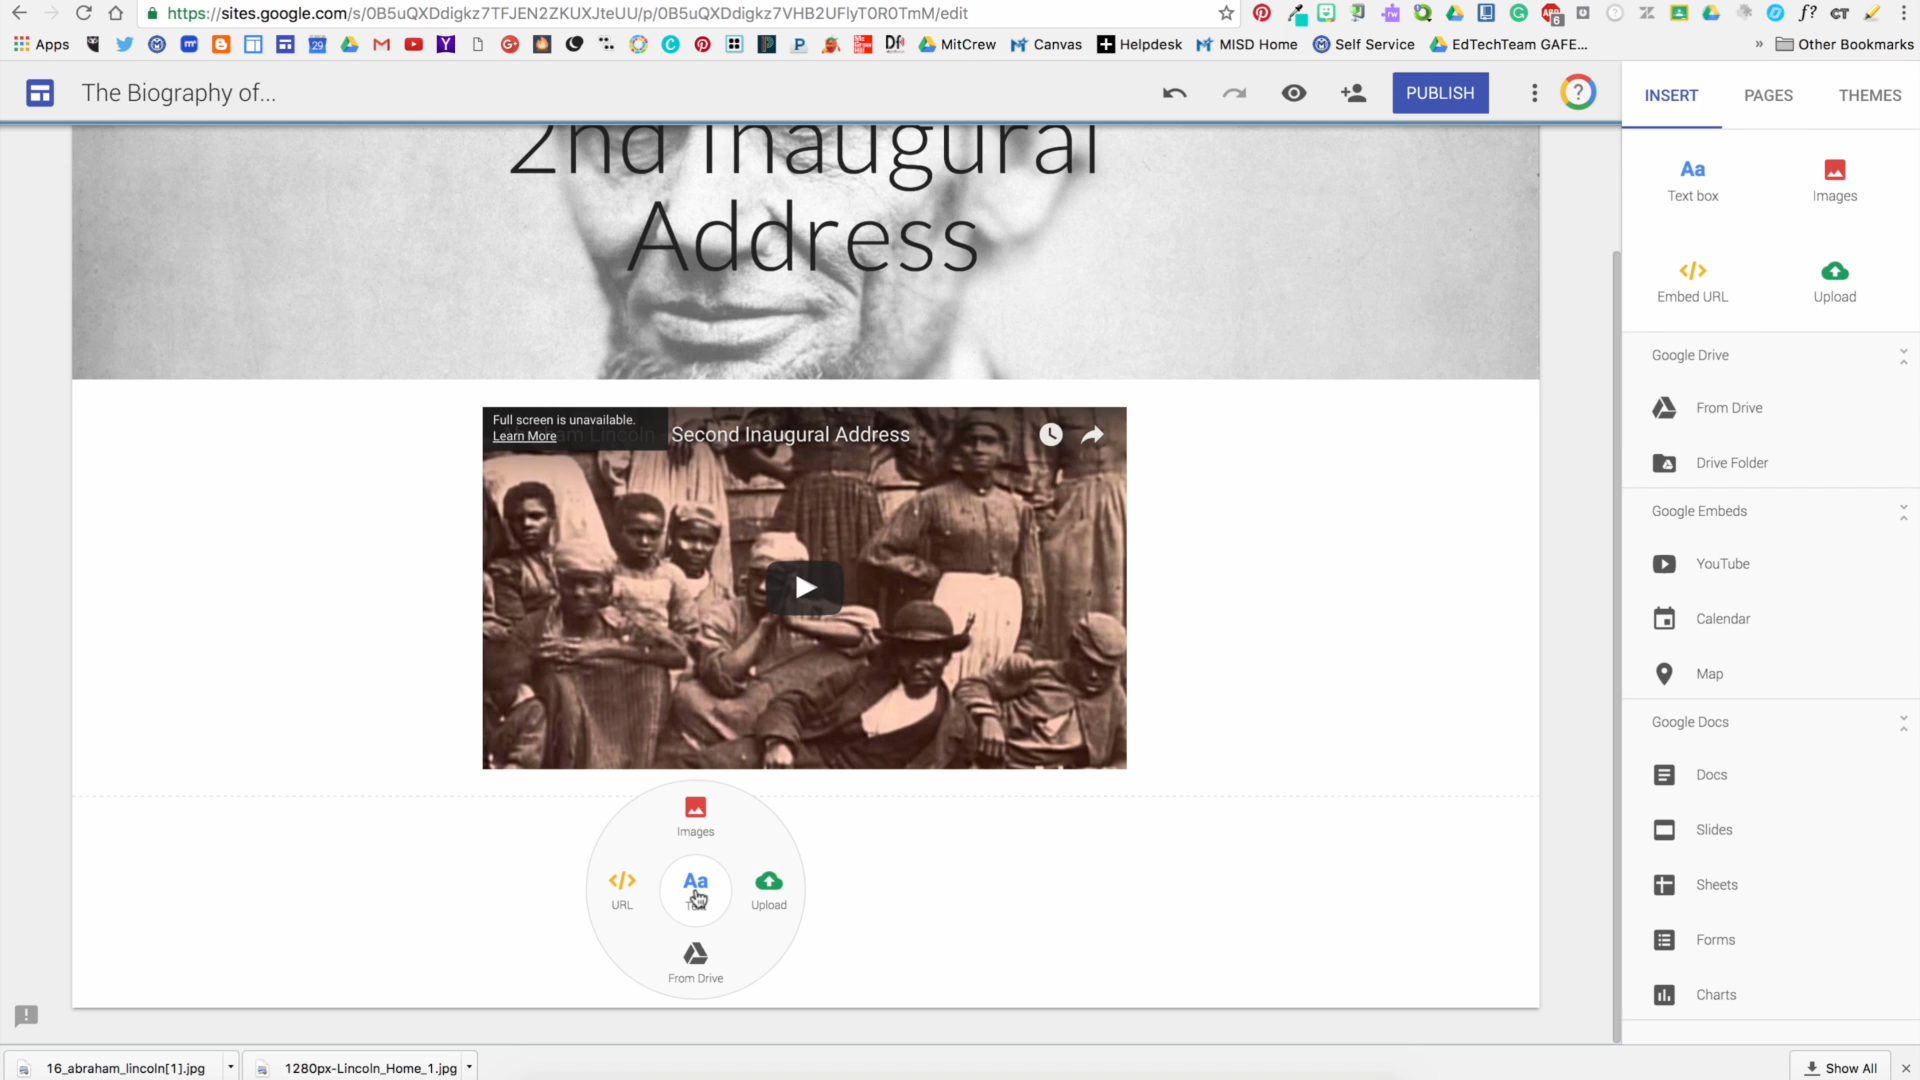 https://sites.google.com/s/0B5uQXDdigkz7TFJEN2ZKUXJteUU/p/0B5uQXDdigkz7VHB2UFlyT0R0TmM/edit
Apps
MitCrew
Canvas
Helpdesk
MISD Home
Self Service
EdTechTeam GAFE...
» Other Bookmarks
The Biography of...
PUBLISH
INSERT
PAGES
THEMES
2nd Inaugural
Address
Text box
Images
Embed URL
Upload
Google Drive
From Drive
Drive Folder
Google Embeds
YouTube
Calendar
Map
Google Docs
Docs
Slides
Sheets
Forms
Charts
Full screen is unavailable.
Learn More
Second Inaugural Address
Images
URL
Aa
Upload
From Drive
16_abraham_lincoln[1].jpg
1280px-Lincoln_Home_1.jpg
Show All